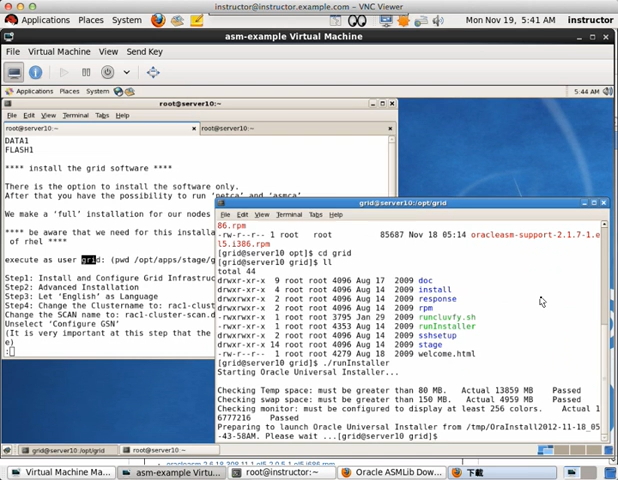 instructor@instructor.example.com - VNC Viewer
Applications Places System Mon Nov 19, 5:41 AM instructor
asm-example Virtual Machine
File Virtual Machine View Send Key
Applications Places System 5:44 AM
root@server10:~
File Edit View Terminal Tabs Help
root@server10:~ root@server10:~
DATA1
FLASH1
**** install the grid software ****
There is the option to install the software only.
After that you have the possibility to run 'netca' and 'asmca'
We make a 'full' installation for our nodes
**** be aware that we need for this installa
of rhel ****
execute as user grid: (pwd /opt/apps/stage/g
Step1: Install and Configure Grid Infrastruc
Step2: Advanced Installation
Step3: Let 'English' as Language
Step4: Change the Clustername to: rac1-cluster
Change the SCAN name to: rac1-cluster-scan.d
Unselect 'Configure GSN'
(It is very important at this step that the
e)
:
grid@server10:/opt/grid
File Edit View Terminal Tabs Help
86.rpm
-rw-r--r-- 1 root root 85687 Nov 18 05:14 oracleasm-support-2.1.7-1.e
l5.i386.rpm
[grid@server10 opt]$ cd grid
[grid@server10 grid]$ ll
total 44
drwxr-xr-x 9 root root 4096 Aug 17 2009 doc
drwxr-xr-x 4 root root 4096 Aug 14 2009 install
drwxrwxr-x 2 root root 4096 Aug 14 2009 response
drwxrwxr-x 2 root root 4096 Aug 14 2009 rpm
-rwxrwxr-x 1 root root 3795 Jan 29 2009 runcluvfy.sh
-rwxr-xr-x 1 root root 4353 Aug 14 2009 runInstaller
drwxrwxr-x 2 root root 4096 Aug 14 2009 sshsetup
drwxr-xr-x 14 root root 4096 Aug 14 2009 stage
-rw-r--r-- 1 root root 4279 Aug 18 2009 welcome.html
[grid@server10 grid]$ ./runInstaller
Starting Oracle Universal Installer...
Checking Temp space: must be greater than 80 MB. Actual 13859 MB Passed
Checking swap space: must be greater than 150 MB. Actual 4959 MB Passed
Checking monitor: must be configured to display at least 256 colors. Actual 1
6777216 Passed
Preparing to launch Oracle Universal Installer from /tmp/OraInstall2012-11-18_05
-43-58AM. Please wait ...[grid@server10 grid]$
grid@server10:/opt/grid root@server10:~
Virtual Machine Ma... asm-example Virtu... root@server10:~ Oracle ASMLib Dow... 下載